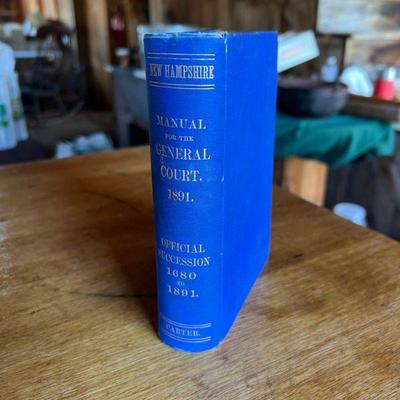 NEW HAMPSHIRE
MANUAL
FOR THE
GENERAL
COURT.
1891.
OFFICIAL
SUCCESSION
1680
TO
1891.
CARTER.